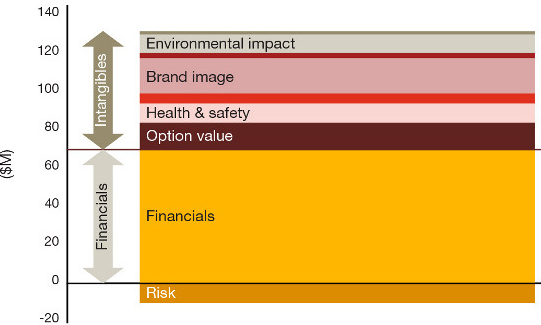 140
120
100
80
60
40
20
0
-20
($M)
Intangibles
Financials
Environmental impact
Brand image
Health & safety
Option value
Financials
Risk